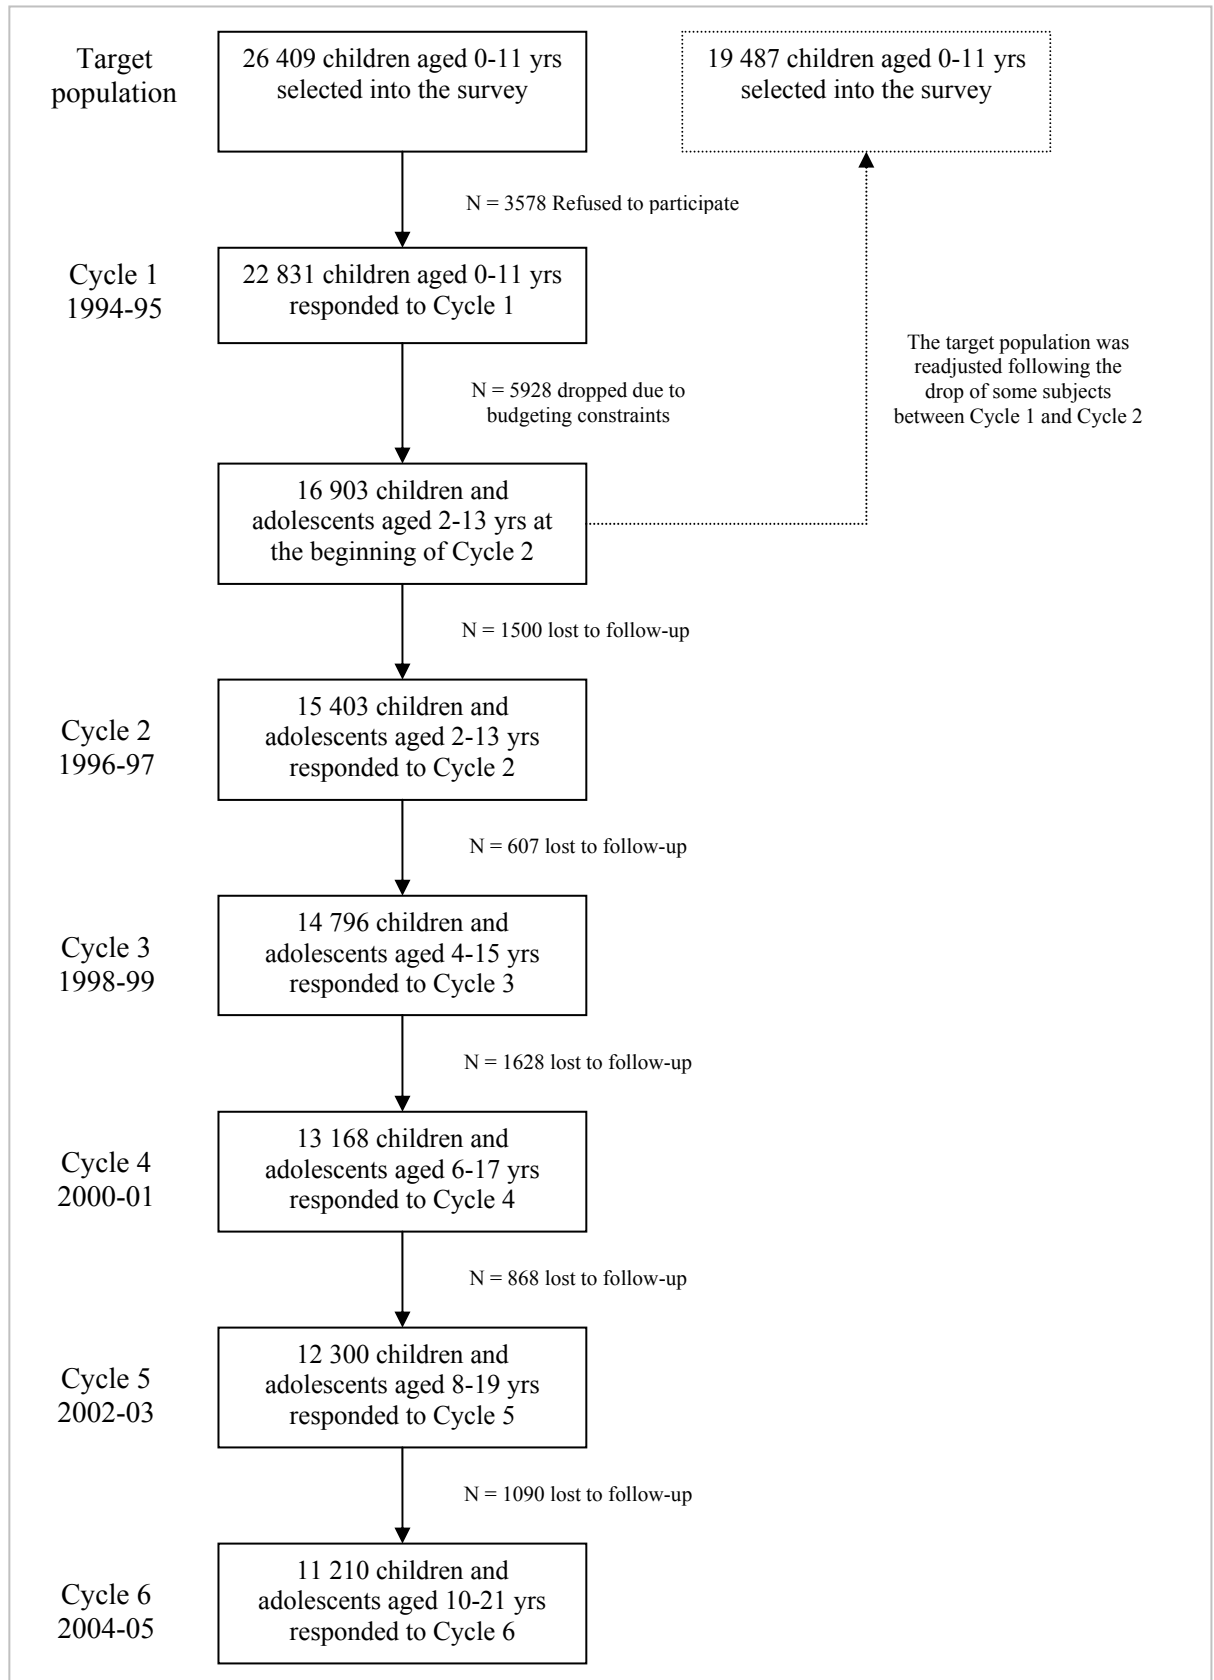 Target
population
26 409 children aged 0-11 yrs
selected into the survey
19 487 children aged 0-11 yrs
selected into the survey
N = 3578 Refused to participate
Cycle 1
1994-95
22 831 children aged 0-11 yrs
responded to Cycle 1
The target population was
readjusted following the
drop of some subjects
between Cycle 1 and Cycle 2
N = 5928 dropped due to
budgeting constraints
16 903 children and
adolescents aged 2-13 yrs at
the beginning of Cycle 2
N = 1500 lost to follow-up
Cycle 2
1996-97
15 403 children and
adolescents aged 2-13 yrs
responded to Cycle 2
N = 607 lost to follow-up
Cycle 3
1998-99
14 796 children and
adolescents aged 4-15 yrs
responded to Cycle 3
N = 1628 lost to follow-up
Cycle 4
2000-01
13 168 children and
adolescents aged 6-17 yrs
responded to Cycle 4
N = 868 lost to follow-up
Cycle 5
2002-03
12 300 children and
adolescents aged 8-19 yrs
responded to Cycle 5
N = 1090 lost to follow-up
Cycle 6
2004-05
11 210 children and
adolescents aged 10-21 yrs
responded to Cycle 6